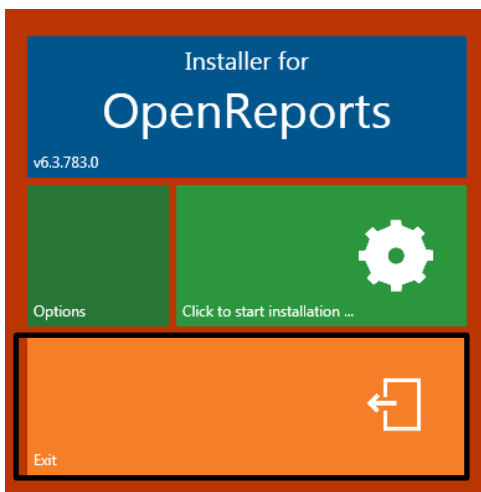 Installer for
OpenReports
v6.3.783.0
Options
Click to start installation ...
Exit